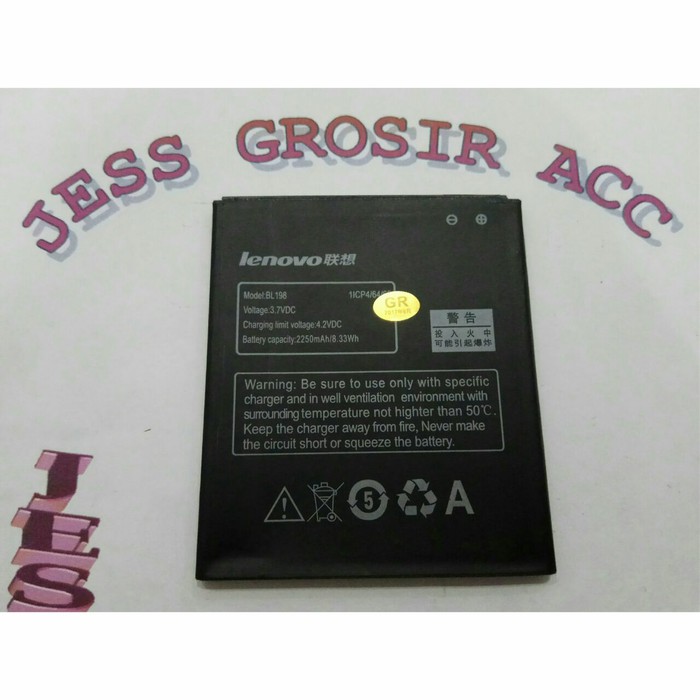 JESS GROSIR ACC
lenovo联想
Model:BL198 1ICP4/64/
Voltage:3.7VDC
Charging limit voltage:4.2VDC
Battery capacity:2250mAh/8.33Wh
GR
警告
投入火中
可能引起爆炸
Warning: Be sure to use only with specific
charger and in well ventilation environment with
surrounding temperature not highter than 50℃.
Keep the charger away from fire, Never make
the circuit short or squeeze the battery.
5 A
JES